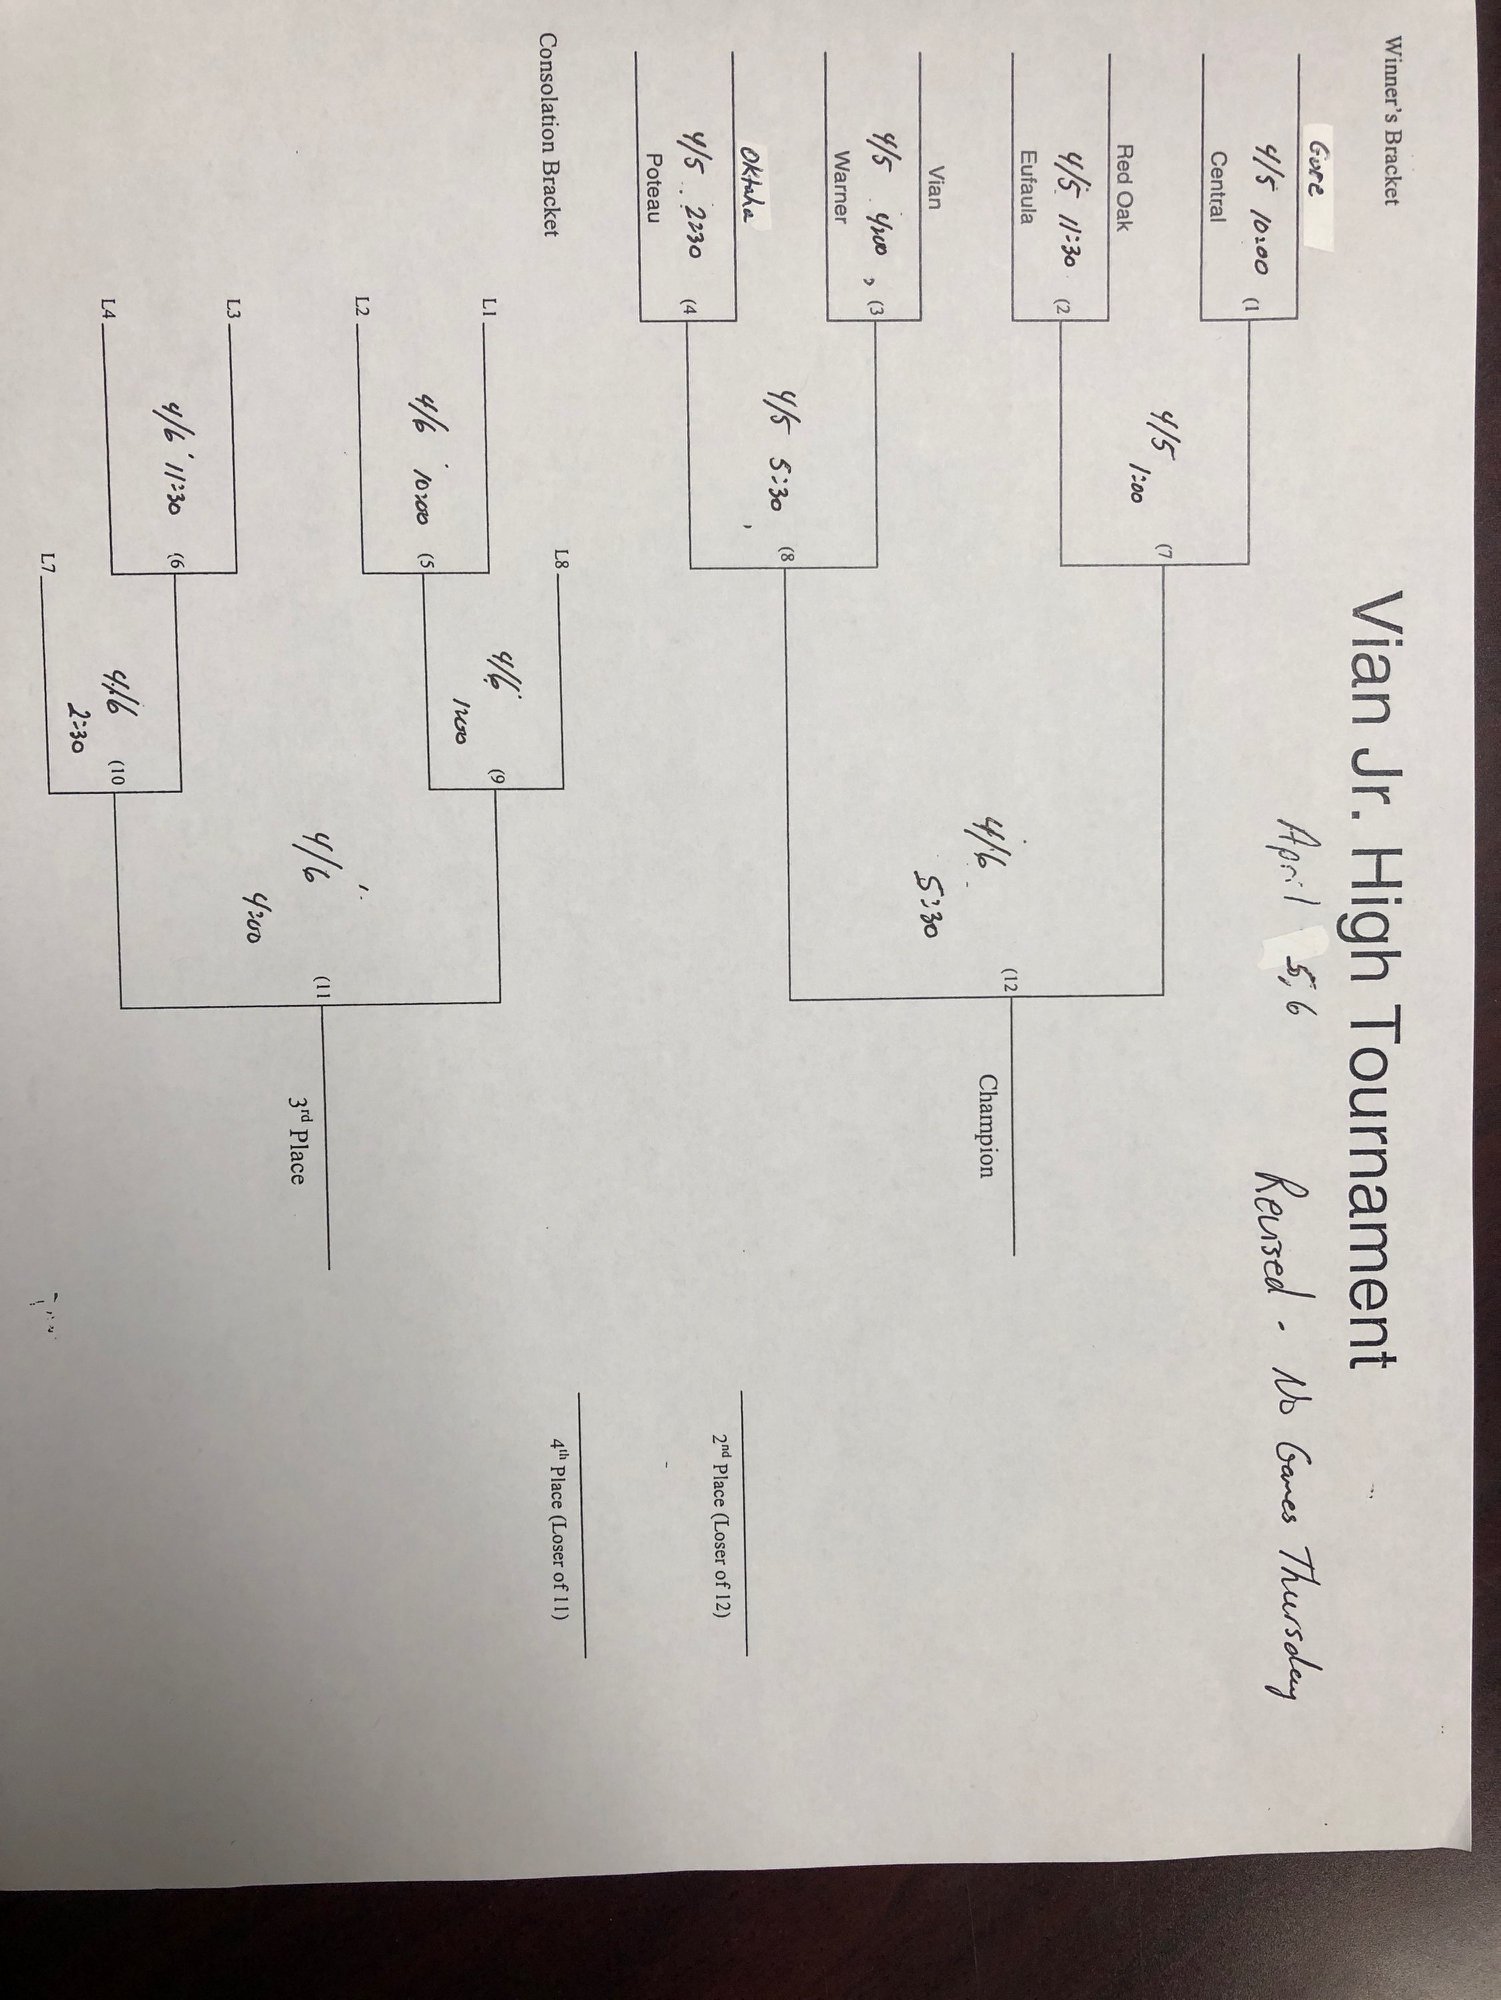 Winner's Bracket
Vian Jr. High Tournament
April 5, 6
Revised - No Games Thursday
Gore
4/5 10:00 (1
Central
4/5 1:00 (7
Red Oak
4/5 11:30 (2
Eufaula
4/6 5:30 (12
Champion
Vian
4/5 4:00 (3
Warner
4/5 5:30 (8
Oktaha
4/5 2:30 (4
Poteau
2nd Place (Loser of 12)
4th Place (Loser of 11)
Consolation Bracket
L8
4/6 1:00 (9
L1
4/6 10:00 (5
L2
4/6 4:00 (11
3rd Place
L3
4/6 11:30 (6
L4
4/6 2:30 (10
L7